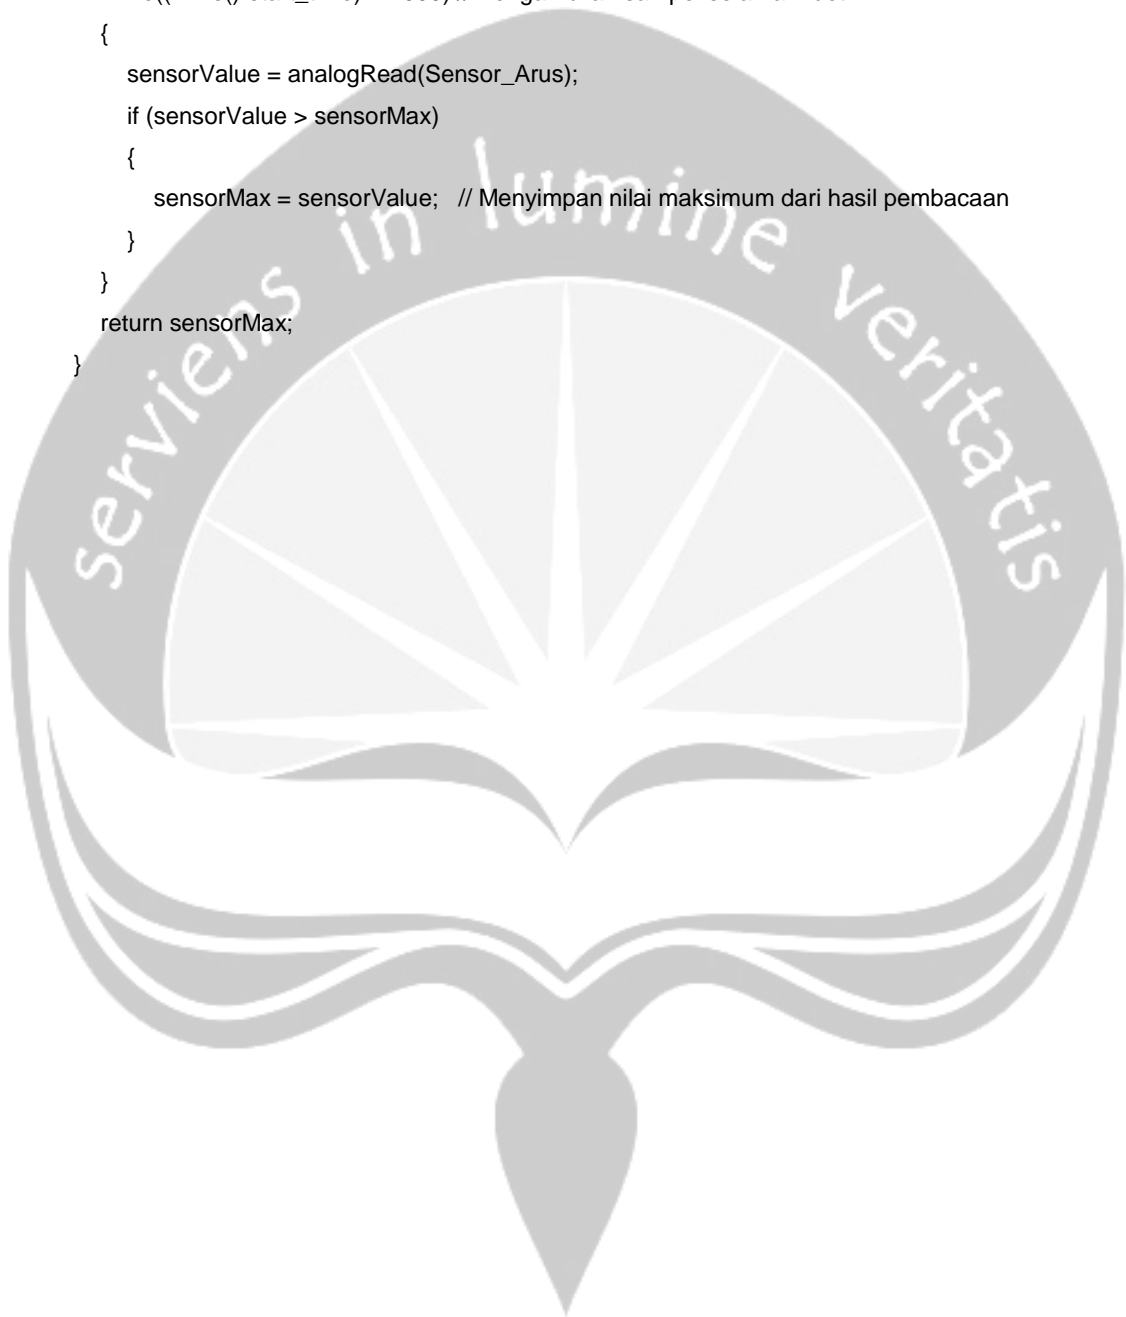 {
sensorValue = analogRead(Sensor_Arus);
if (sensorValue > sensorMax)
{
sensorMax = sensorValue; // Menyimpan nilai maksimum dari hasil pembacaan
}
}
return sensorMax;
}
serviens in lumine veritatis